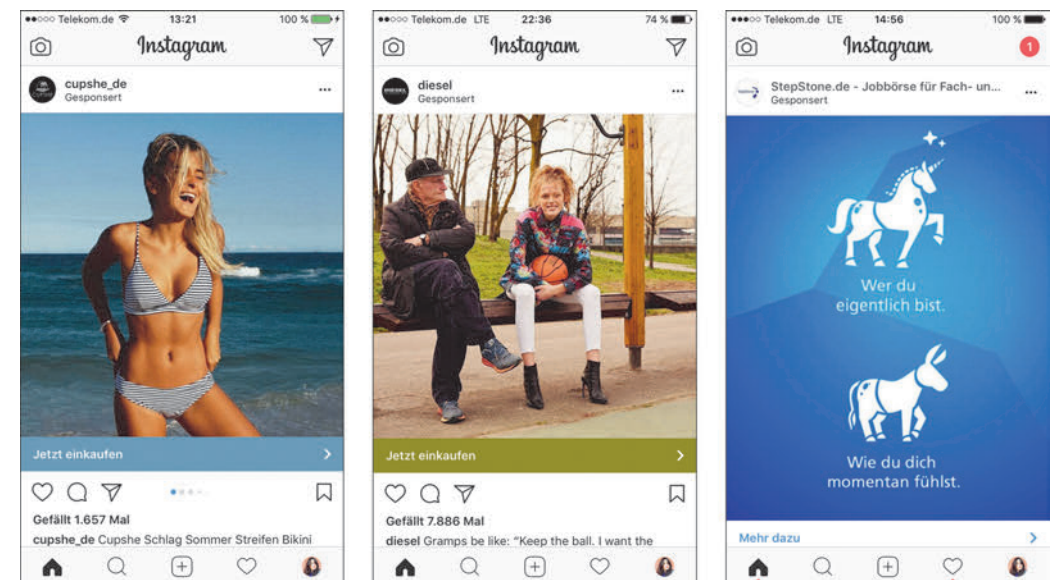 Telekom.de
13:21
100 %
Instagram
cupshe_de
Gesponsert
Jetzt einkaufen
Gefällt 1.657 Mal
cupshe_de Cupshe Schlag Sommer Streifen Bikini
Telekom.de LTE
22:36
74 %
Instagram
diesel
Gesponsert
Jetzt einkaufen
Gefällt 7.886 Mal
diesel Gramps be like: "Keep the ball. I want the
Telekom.de LTE
14:56
100 %
Instagram
1
StepStone.de - Jobbörse für Fach- un...
Gesponsert
Wer du
eigentlich bist.
Wie du dich
momentan fühlst.
Mehr dazu